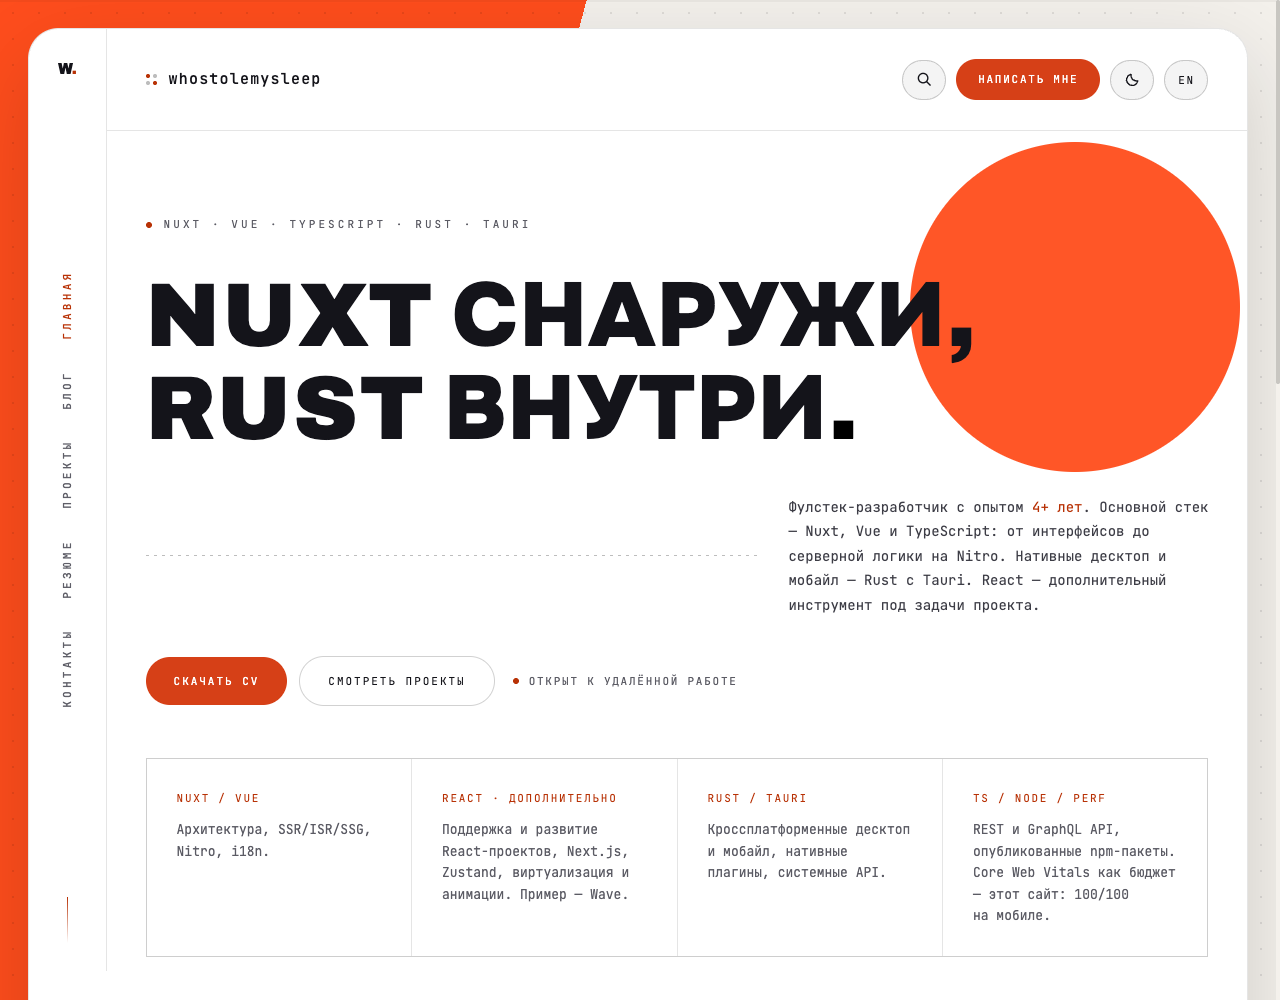 w.
whostolemysleep
НАПИСАТЬ МНЕ
EN
ГЛАВНАЯ
БЛОГ
ПРОЕКТЫ
РЕЗЮМЕ
КОНТАКТЫ
NUXT · VUE · TYPESCRIPT · RUST · TAURI
NUXT СНАРУЖИ,
RUST ВНУТРИ.
Фулстек-разработчик с опытом 4+ лет. Основной стек
— Nuxt, Vue и TypeScript: от интерфейсов до
серверной логики на Nitro. Нативные десктоп и
мобайл — Rust с Tauri. React — дополнительный
инструмент под задачи проекта.
СКАЧАТЬ CV
СМОТРЕТЬ ПРОЕКТЫ
ОТКРЫТ К УДАЛЁННОЙ РАБОТЕ
NUXT / VUE
Архитектура, SSR/ISR/SSG,
Nitro, i18n.
REACT · ДОПОЛНИТЕЛЬНО
Поддержка и развитие
React-проектов, Next.js,
Zustand, виртуализация и
анимации. Пример — Wave.
RUST / TAURI
Кроссплатформенные десктоп
и мобайл, нативные
плагины, системные API.
TS / NODE / PERF
REST и GraphQL API,
опубликованные npm-пакеты.
Core Web Vitals как бюджет
— этот сайт: 100/100
на мобиле.